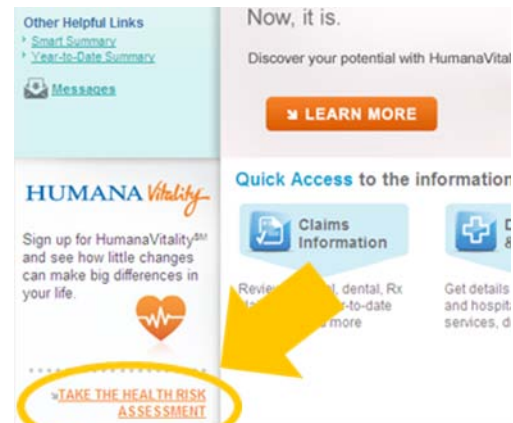 Other Helpful Links
Smart Summary
Year-to-Date Summary
Messages
Now, it is.
Discover your potential with HumanaVital
LEARN MORE
HUMANA Vitality
Sign up for HumanaVitality℠
and see how little changes
can make big differences in
your life.
TAKE THE HEALTH RISK
ASSESSMENT
Quick Access to the information
Claims
Information
dental, Rx
-to-date
more
D
&
Get details
and hospita
services, d